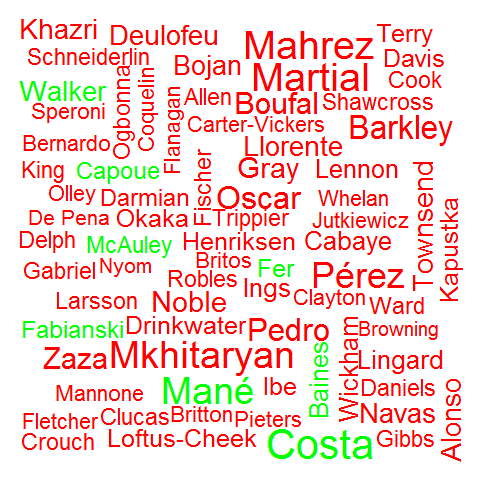 Khazri Deulofeu Mahrez Terry
Schneiderlin Bojan Martial Davis
Walker Ogbonna Coquelin Flanagan Allen Boufal Cook
Speroni Carter-Vickers Shawcross
Bernardo Llorente Barkley
King Capoue Fischer Gray Lennon Townsend
Olley Darmian Oscar Whelan Kapustka
De Pena Okaka Trippier Jutkiewicz
Delph McAuley Henriksen Cabaye
Gabriel Nyom Britos Fer Pérez
Robles Ings Clayton
Larsson Noble Ward
Fabianski Drinkwater Pedro Browning
Zaza Mkhitaryan Baines Wickham Lingard
Mannone Mané Ibe Daniels
Fletcher Clucas Britton Pieters Navas Alonso
Crouch Loftus-Cheek Costa Gibbs